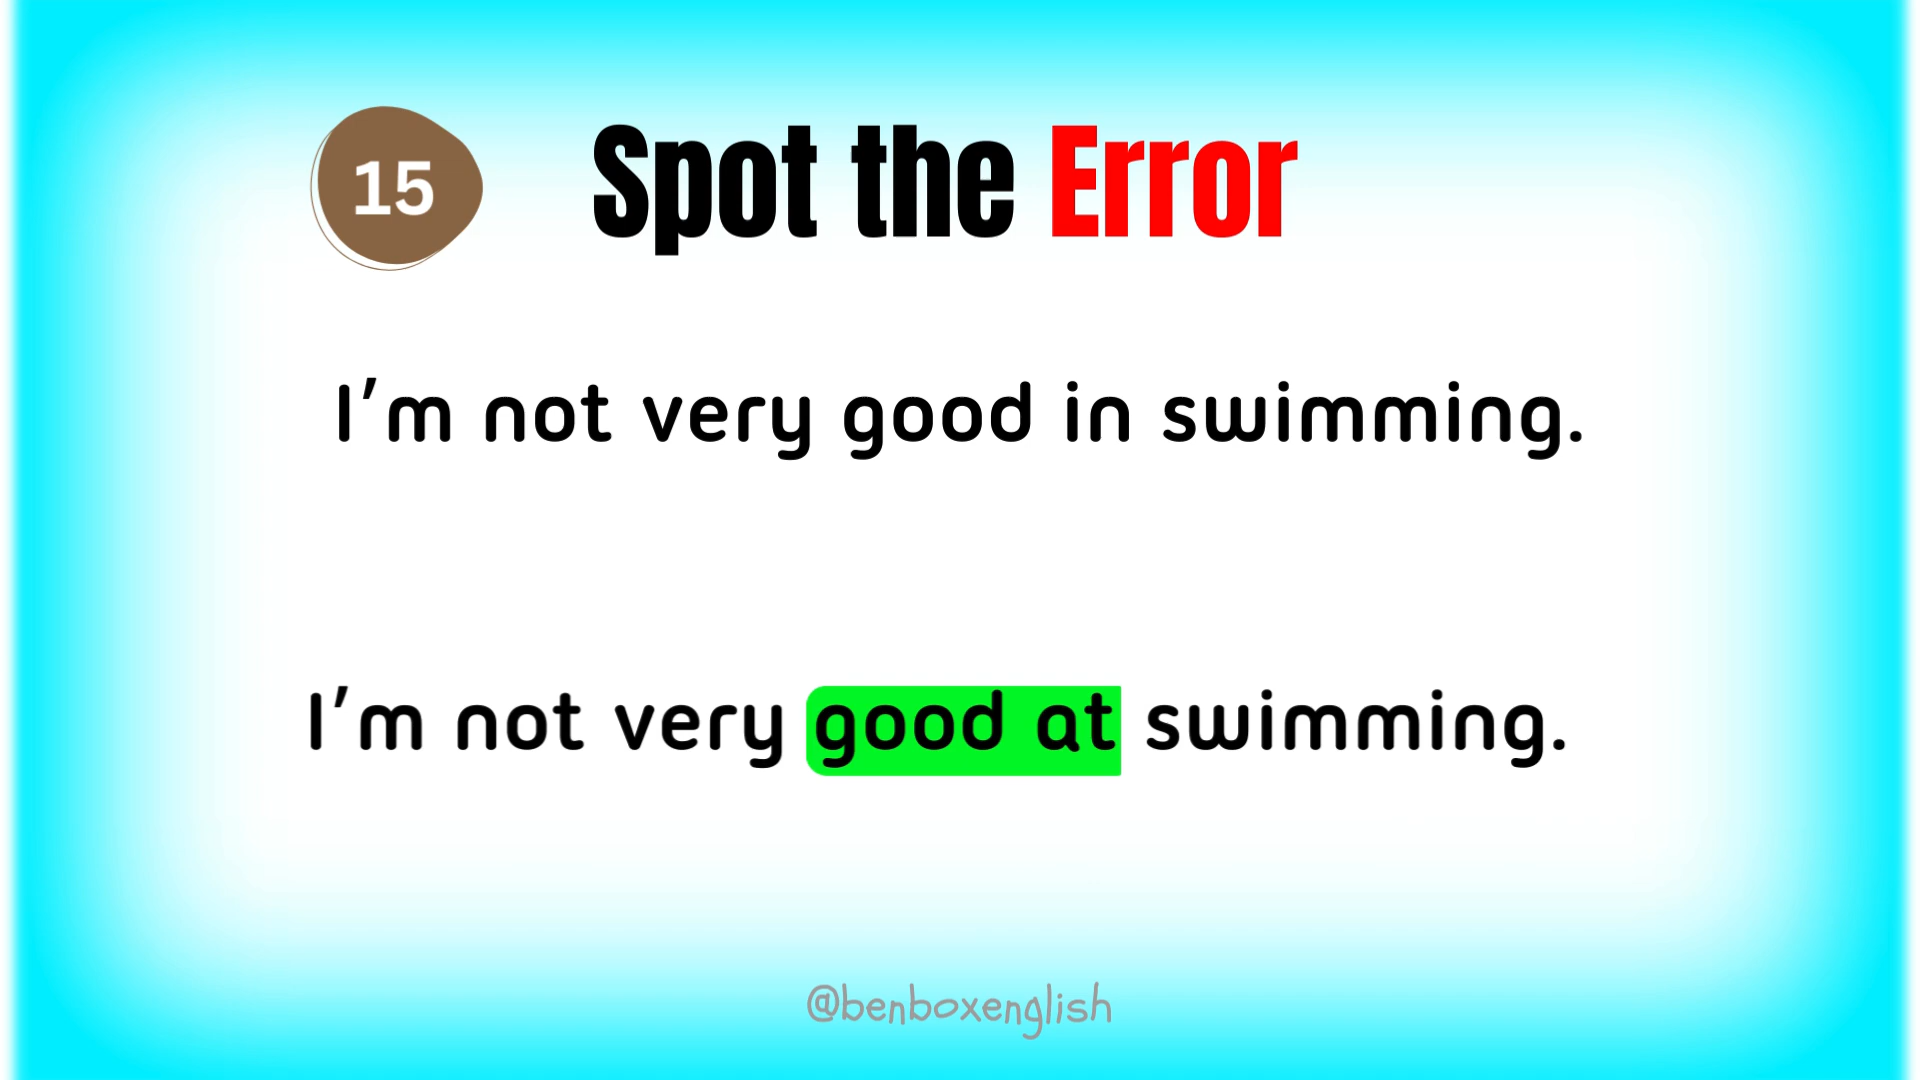 15
Spot the Error
I'm not very good in swimming.
I'm not very good at swimming.
@benboxenglish